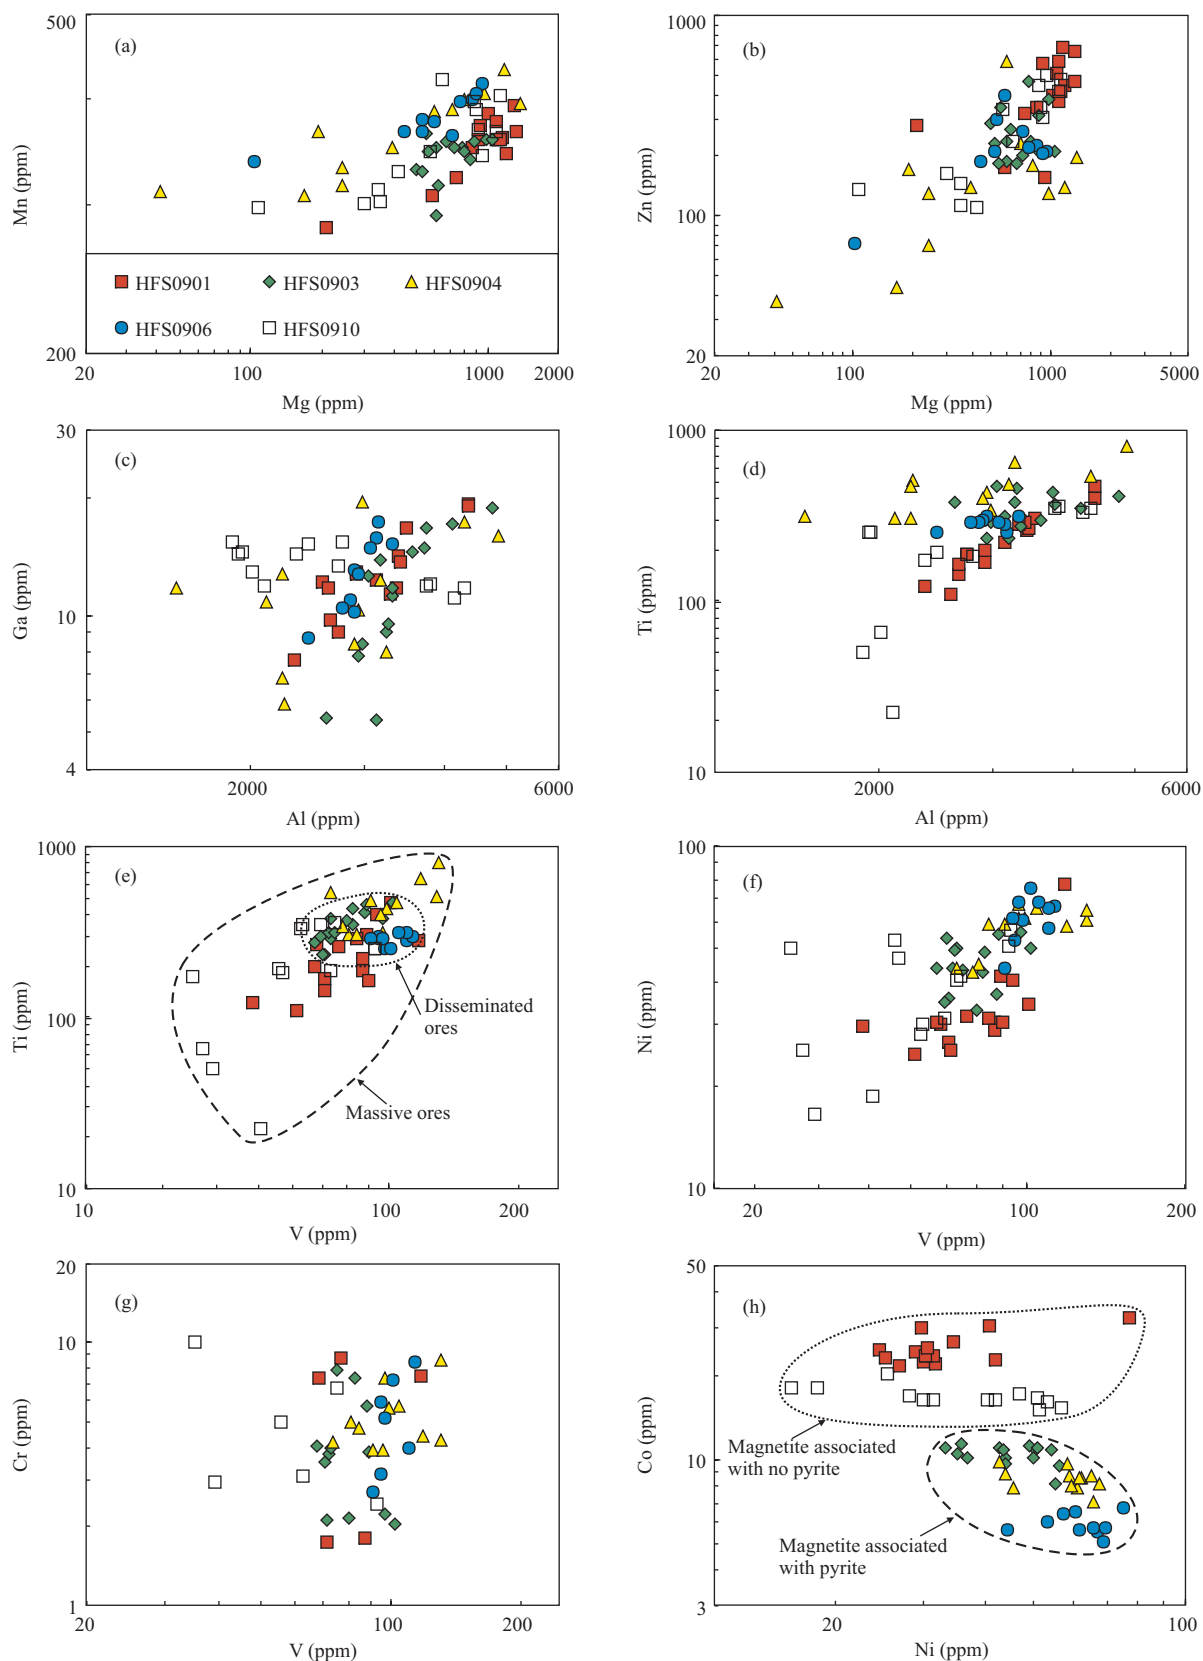 500
(a)
Mn (ppm)
HFS0901
HFS0903
HFS0904
HFS0906
HFS0910
200
20
100
1000
2000
Mg (ppm)
1000
(b)
Zn (ppm)
100
20
20
100
1000
5000
Mg (ppm)
30
(c)
Ga (ppm)
10
4
2000
6000
Al (ppm)
1000
(d)
Ti (ppm)
100
10
2000
6000
Al (ppm)
1000
(e)
Ti (ppm)
100
Disseminated
ores
Massive ores
10
10
100
200
V (ppm)
100
(f)
Ni (ppm)
10
20
100
200
V (ppm)
20
(g)
Cr (ppm)
10
1
20
100
200
V (ppm)
50
(h)
Co (ppm)
10
Magnetite associated
with no pyrite
Magnetite associated
with pyrite
3
20
100
Ni (ppm)